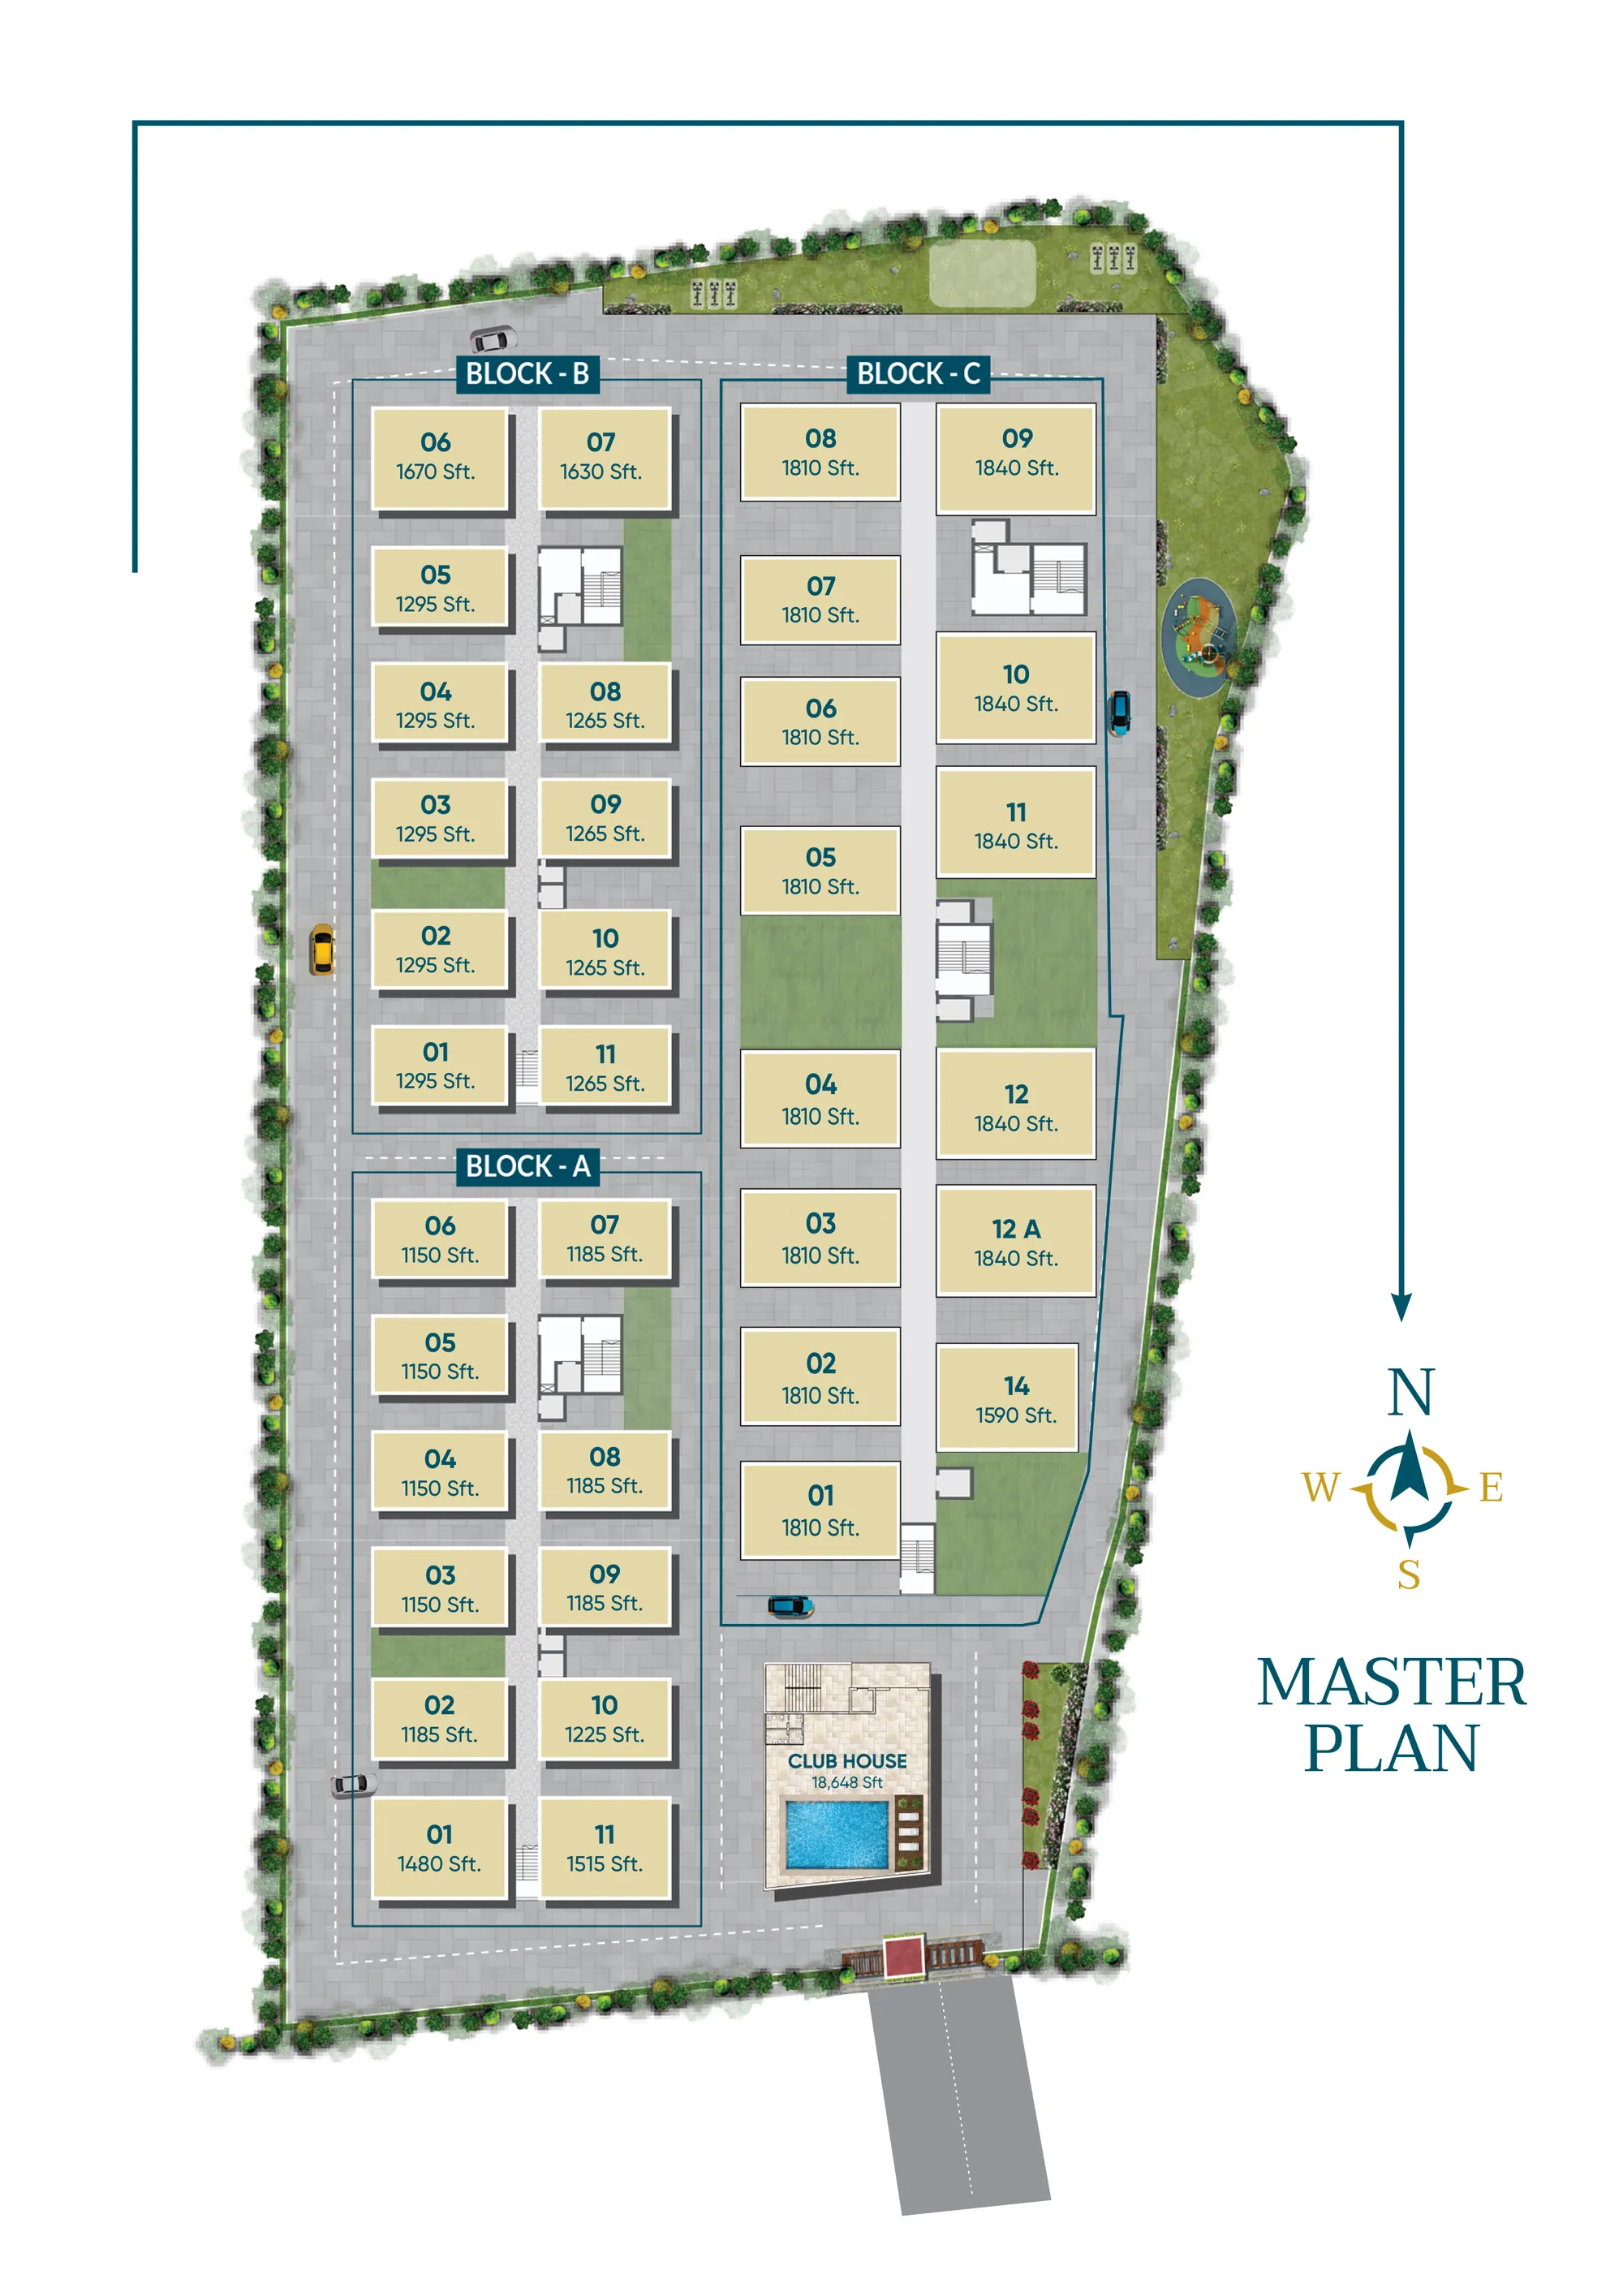 BLOCK - B
06
1670 Sft.
07
1630 Sft.
05
1295 Sft.
04
1295 Sft.
08
1265 Sft.
03
1295 Sft.
09
1265 Sft.
02
1295 Sft.
10
1265 Sft.
01
1295 Sft.
11
1265 Sft.
BLOCK - C
08
1810 Sft.
09
1840 Sft.
07
1810 Sft.
10
1840 Sft.
06
1810 Sft.
11
1840 Sft.
05
1810 Sft.
04
1810 Sft.
12
1840 Sft.
03
1810 Sft.
12 A
1840 Sft.
02
1810 Sft.
14
1590 Sft.
01
1810 Sft.
BLOCK - A
06
1150 Sft.
07
1185 Sft.
05
1150 Sft.
04
1150 Sft.
08
1185 Sft.
03
1150 Sft.
09
1185 Sft.
02
1185 Sft.
10
1225 Sft.
01
1480 Sft.
11
1515 Sft.
CLUB HOUSE
18,648 Sft
N
W E
S
MASTER
PLAN